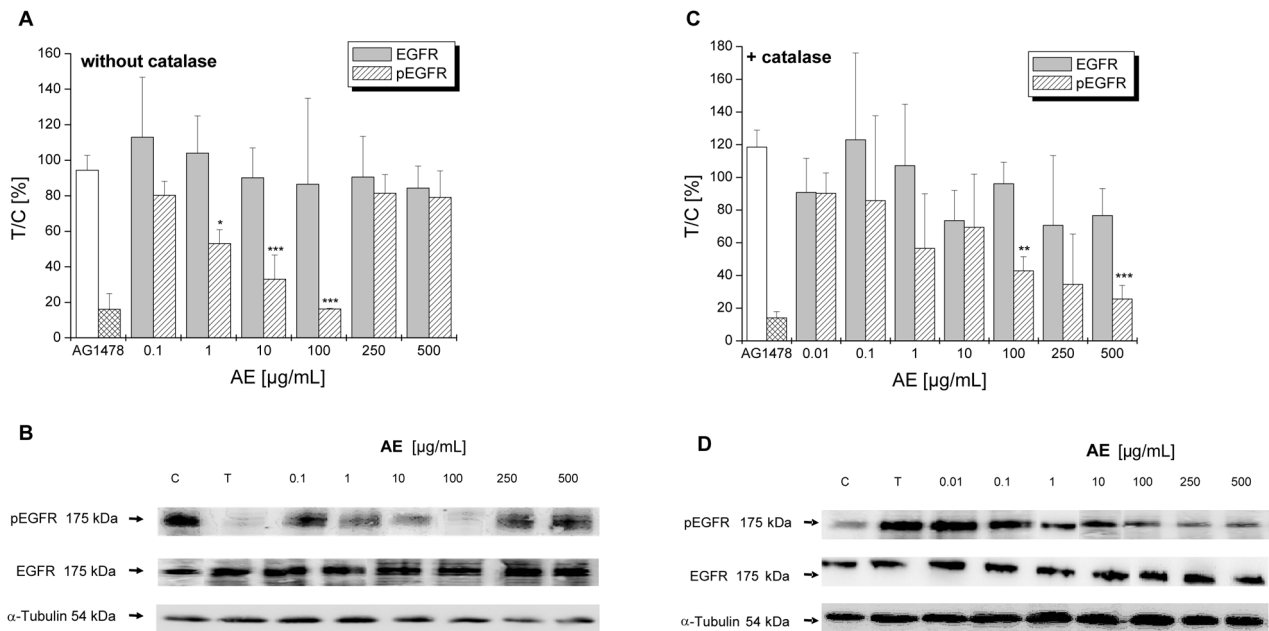 A
without catalase
EGFR
pEGFR
T/C [%]
160
140
120
100
80
60
40
20
0
AG1478 0.1 1 10 100 250 500
* *** ***
AE [µg/mL]
C
+ catalase
EGFR
pEGFR
T/C [%]
180
160
140
120
100
80
60
40
20
0
AG1478 0.01 0.1 1 10 100 250 500
** ***
AE [µg/mL]
B
AE [µg/mL]
C T 0.1 1 10 100 250 500
pEGFR 175 kDa
EGFR 175 kDa
α-Tubulin 54 kDa
D
AE [µg/mL]
C T 0.01 0.1 1 10 100 250 500
pEGFR 175 kDa
EGFR 175 kDa
α-Tubulin 54 kDa